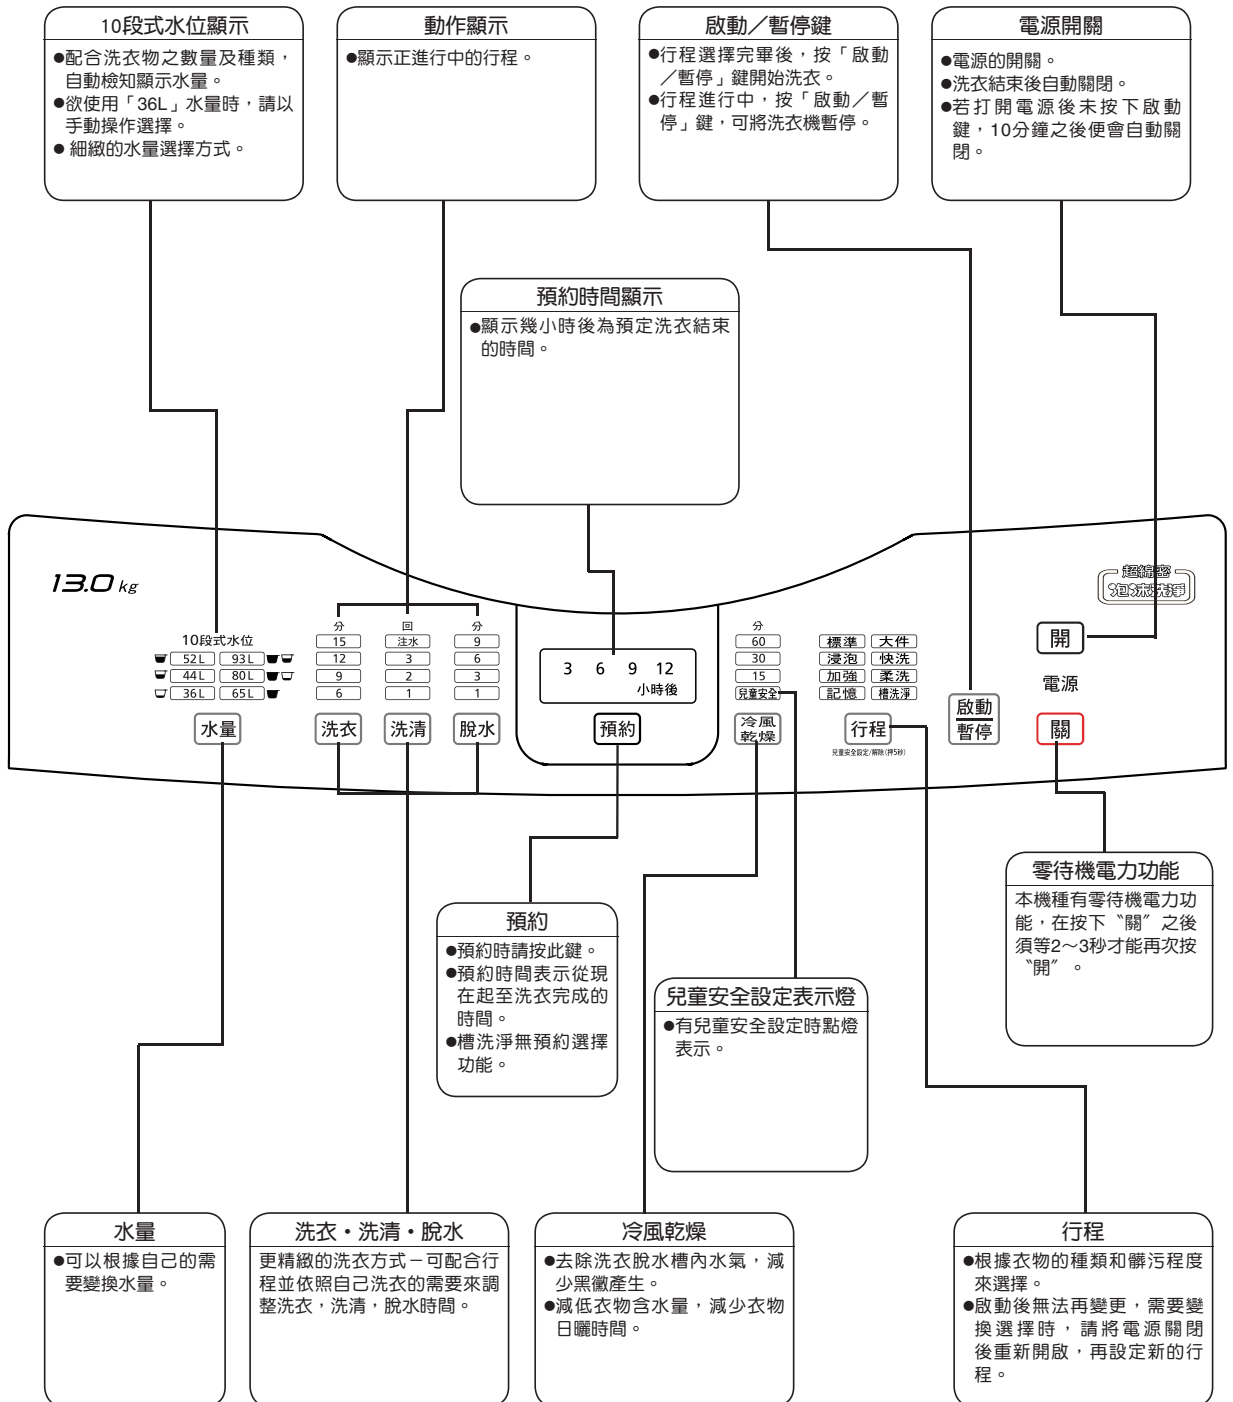 10段式水位顯示
●配合洗衣物之數量及種類，
自動檢知顯示水量。
●欲使用「36L」水量時，請以
手動操作選擇。
● 細緻的水量選擇方式。
動作顯示
●顯示正進行中的行程。
啟動／暫停鍵
●行程選擇完畢後，按「啟動
／暫停」鍵開始洗衣。
●行程進行中，按「啟動／暫
停」鍵，可將洗衣機暫停。
電源開關
●電源的開關。
●洗衣結束後自動關閉。
●若打開電源後未按下啟動
鍵，10分鐘之後便會自動關
閉。
預約時間顯示
●顯示幾小時後為預定洗衣結束
的時間。
13.0 kg
超綿密
泡沫洗淨
10段式水位
52L 93L
44L 80L
36L 65L
水量
分
15
12
9
6
洗衣
回
注水
3
2
1
洗清
分
9
6
3
1
脫水
3 6 9 12
小時後
預約
分
60
30
15
兒童安全
冷風
乾燥
標準 大件
浸泡 快洗
加強 柔洗
記憶 槽洗淨
行程
兒童安全設定/解除(押5秒)
啟動
暫停
開
電源
關
零待機電力功能
本機種有零待機電力功
能，在按下〝關〞之後
須等2～3秒才能再次按
〝開〞。
預約
●預約時請按此鍵。
●預約時間表示從現
在起至洗衣完成的
時間。
●槽洗淨無預約選擇
功能。
兒童安全設定表示燈
●有兒童安全設定時點燈
表示。
水量
●可以根據自己的需
要變換水量。
洗衣・洗清・脫水
更精緻的洗衣方式－可配合行
程並依照自己洗衣的需要來調
整洗衣，洗清，脫水時間。
冷風乾燥
●去除洗衣脫水槽內水氣，減
少黑黴產生。
●減低衣物含水量，減少衣物
日曬時間。
行程
●根據衣物的種類和髒污程度
來選擇。
●啟動後無法再變更，需要變
換選擇時，請將電源關閉
後重新開啟，再設定新的行
程。